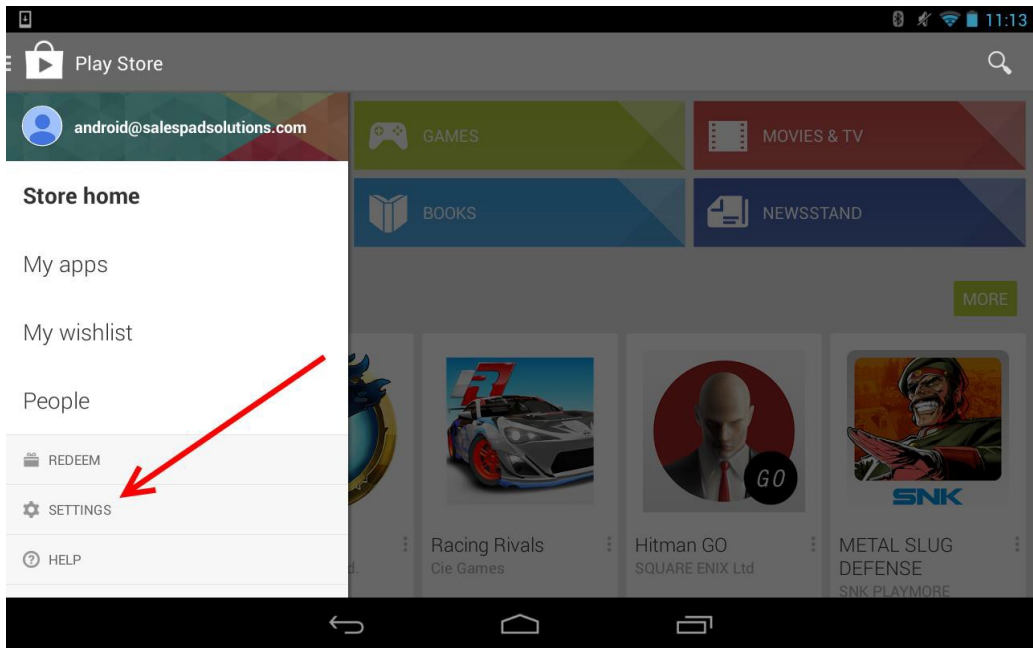 11:13
Play Store
android@salespadsolutions.com
Store home
My apps
My wishlist
People
REDEEM
SETTINGS
HELP
GAMES
MOVIES & TV
BOOKS
NEWSSTAND
MORE
GO
SNK
d.
Racing Rivals
Cie Games
Hitman GO
SQUARE ENIX Ltd
METAL SLUG
DEFENSE
SNK PLAYMORE